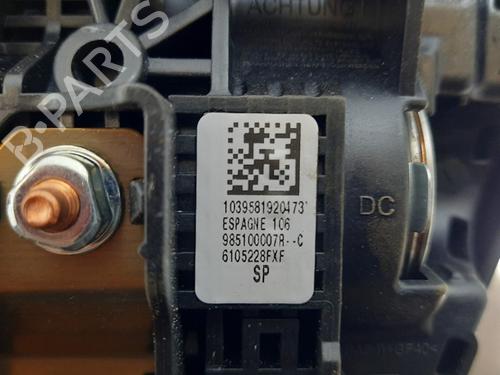 ACHTUNG
B-PARTS
1039581920473
ESPAGNE 106
985100007R--C
6105228FXF
SP
DC